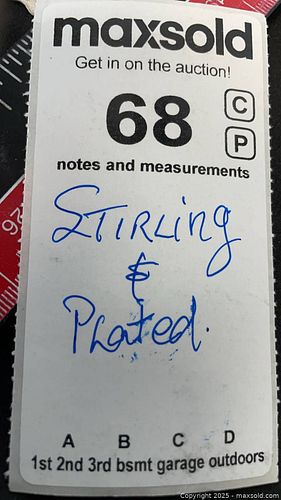 maxsold
Get in on the auction!
68
C
P
notes and measurements
STIRLing
&
Plated.
26
A B C D
1st 2nd 3rd bsmt garage outdoors
Copyright 2025 - maxsold.com